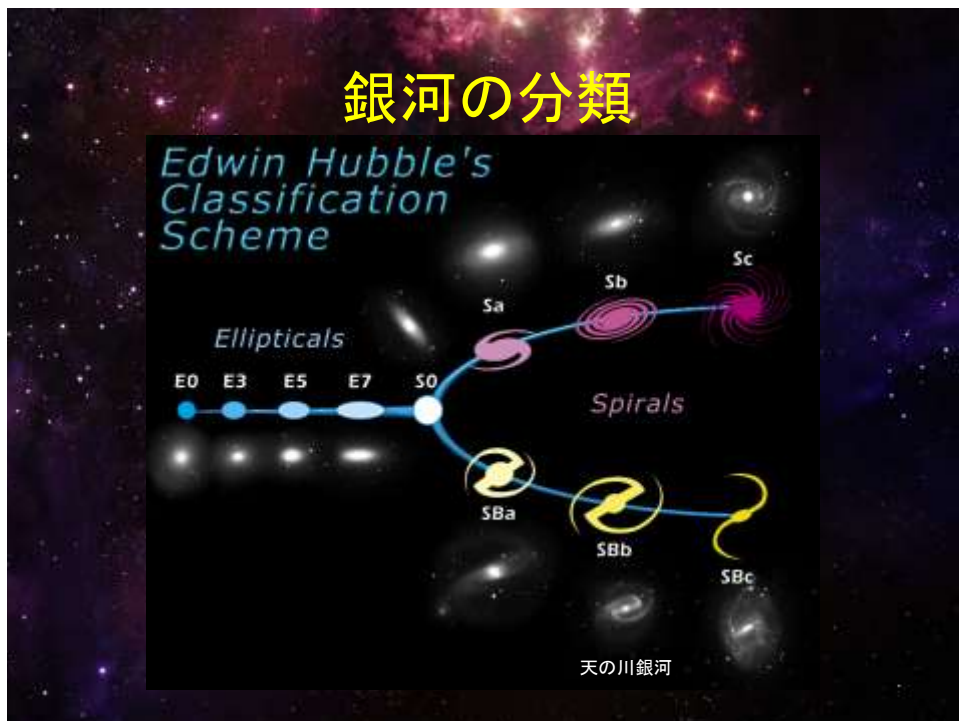 銀河の分類
Edwin Hubble's
Classification
Scheme
Sc
Sb
Sa
Ellipticals
E0 E3 E5 E7 S0
Spirals
SBa
SBb
SBc
天の川銀河